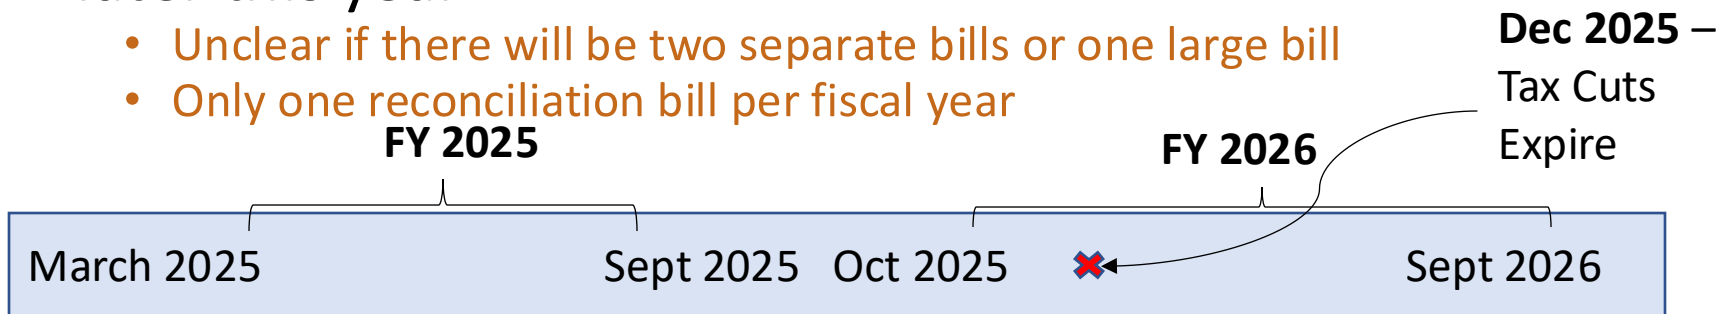 • Unclear if there will be two separate bills or one large bill
• Only one reconciliation bill per fiscal year
Dec 2025 –
Tax Cuts
Expire
FY 2025
FY 2026
March 2025
Sept 2025
Oct 2025
Sept 2026